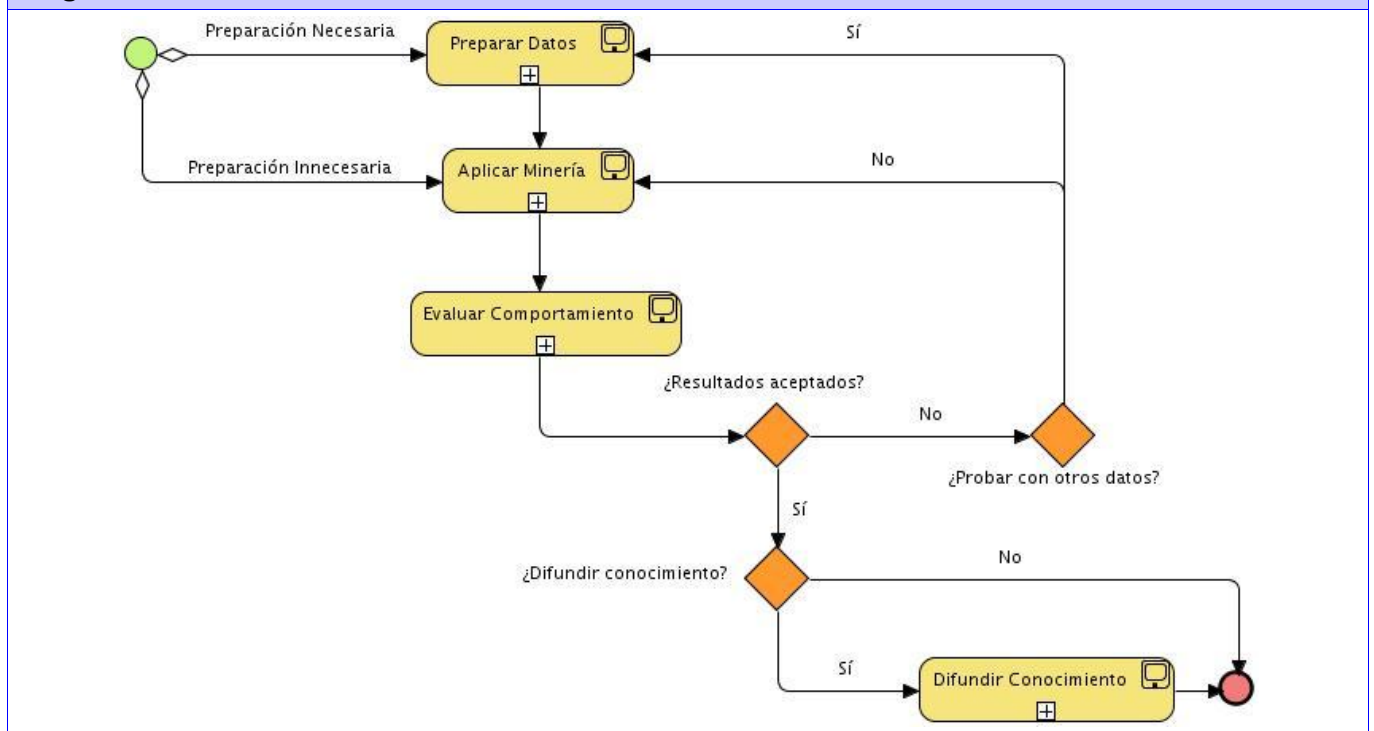 Preparación Necesaria
Preparar Datos
Sí
Preparación Innecesaria
Aplicar Minería
No
Evaluar Comportamiento
¿Resultados aceptados?
No
¿Probar con otros datos?
Sí
¿Difundir conocimiento?
No
Sí
Difundir Conocimiento